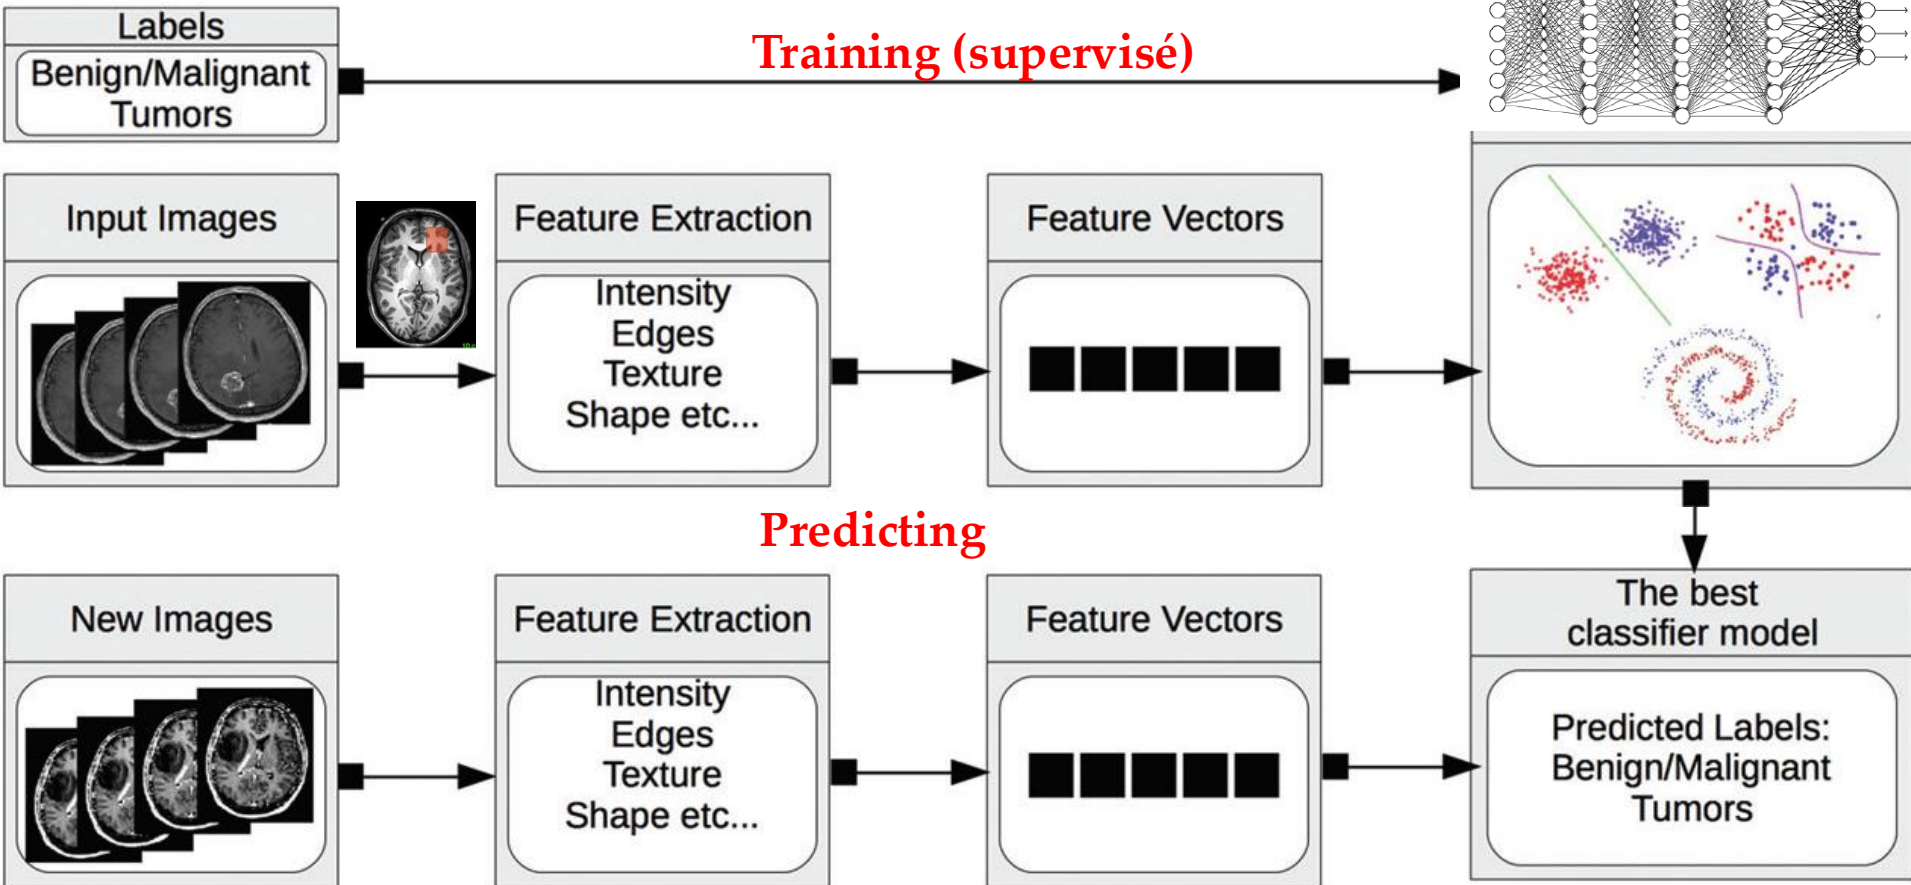 Labels
Benign/Malignant
Tumors
Training (supervisé)
Input Images
Feature Extraction
Intensity
Edges
Texture
Shape etc...
Feature Vectors
Predicting
New Images
Feature Extraction
Intensity
Edges
Texture
Shape etc...
Feature Vectors
The best
classifier model
Predicted Labels:
Benign/Malignant
Tumors